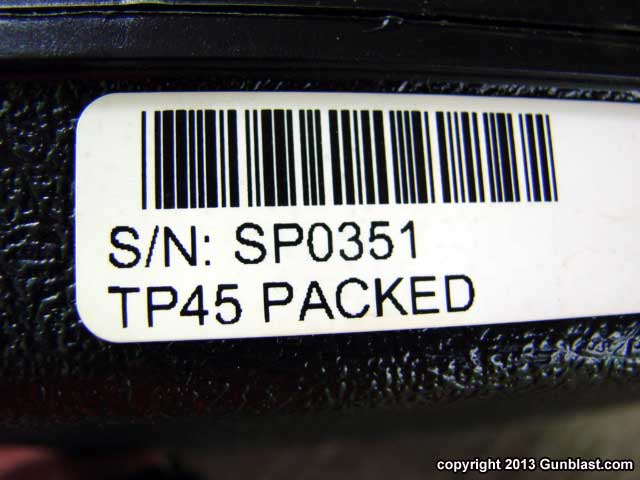 S/N: SP0351
TP45 PACKED
copyright 2013 Gunblast.com